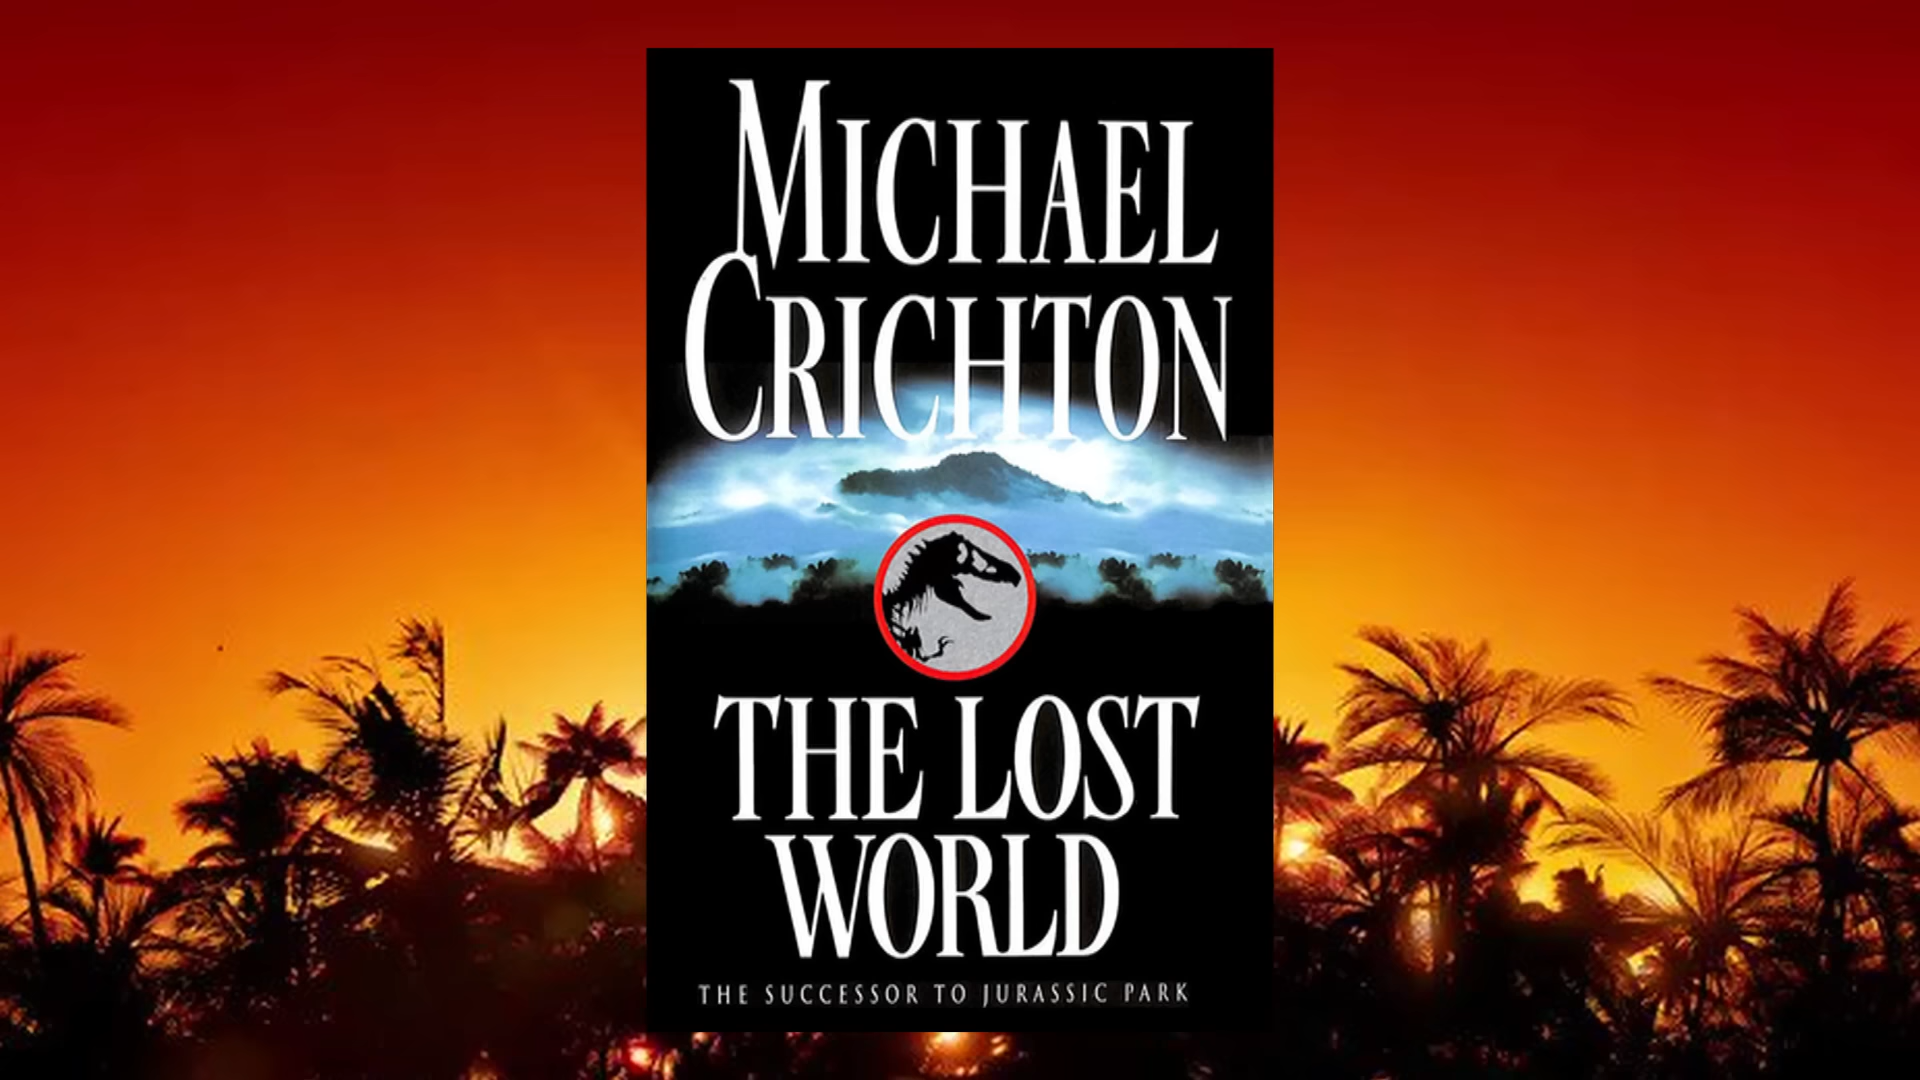 MICHAEL
CRICHTON
THE LOST
WORLD
THE SUCCESSOR TO JURASSIC PARK